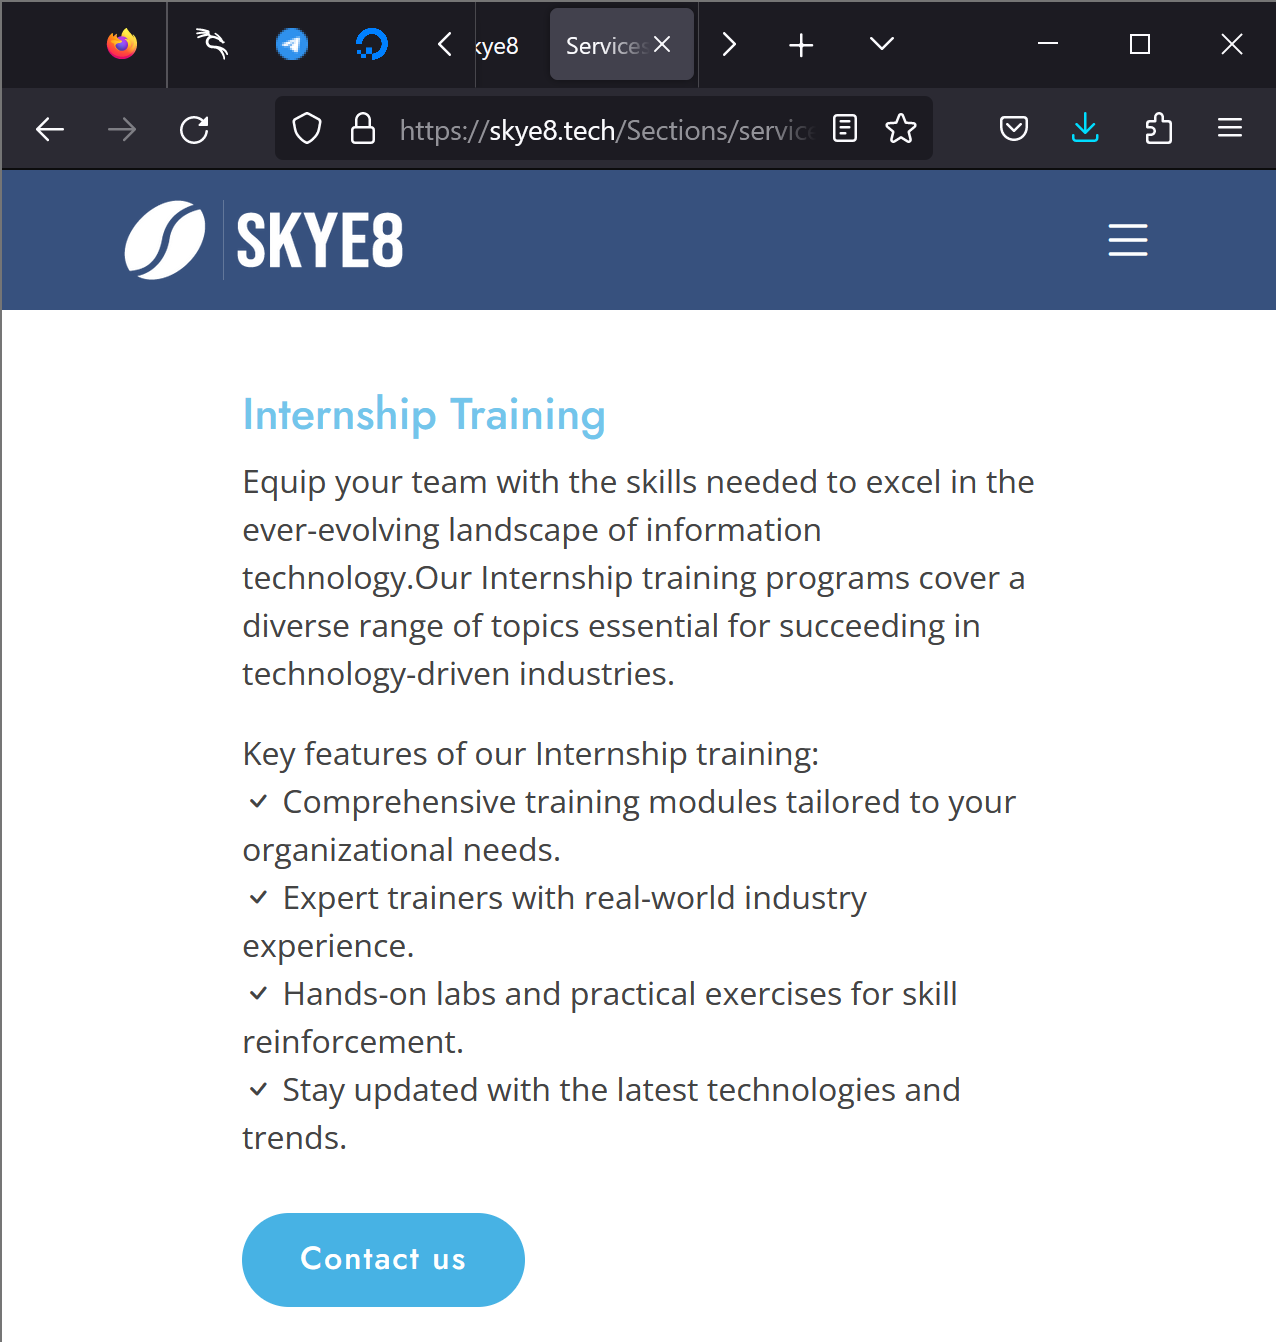 kye8
Services
https://skye8.tech/Sections/service
SKYE8
Internship Training
Equip your team with the skills needed to excel in the
ever-evolving landscape of information
technology.Our Internship training programs cover a
diverse range of topics essential for succeeding in
technology-driven industries.
Key features of our Internship training:
✓ Comprehensive training modules tailored to your
organizational needs.
✓ Expert trainers with real-world industry
experience.
✓ Hands-on labs and practical exercises for skill
reinforcement.
✓ Stay updated with the latest technologies and
trends.
Contact us